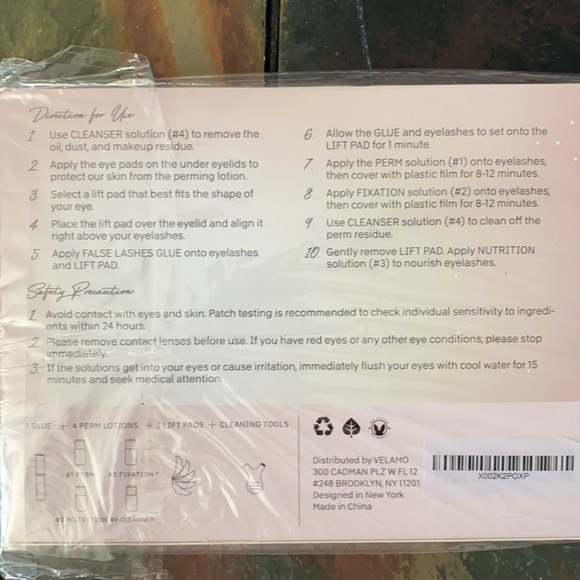 Direction for Use
1. Use CLEANSER solution (#4) to remove the
oil, dust, and makeup residue.
2. Apply the eye pads on the under eyelids to
protect our skin from the perming lotion.
3. Select a lift pad that best fits the shape of
your eye.
4. Place the lift pad over the eyelid and align it
right above your eyelashes.
5. Apply FALSE LASHES GLUE onto eyelashes
and LIFT PAD.
6. Allow the GLUE and eyelashes to set onto the
LIFT PAD for 1 minute.
7. Apply the PERM solution (#1) onto eyelashes,
then cover with plastic film for 8-12 minutes.
8. Apply FIXATION solution (#2) onto eyelashes,
then cover with plastic film for 8-12 minutes.
9. Use CLEANSER solution (#4) to clean off the
perm residue.
10. Gently remove LIFT PAD. Apply NUTRITION
solution (#3) to nourish eyelashes.
Safety Precaution
1. Avoid contact with eyes and skin. Patch testing is recommended to check individual sensitivity to ingredi-
ents within 24 hours.
2. Please remove contact lenses before use. If you have red eyes or any other eye conditions, please stop
immediately.
3. If the solutions get into your eyes or cause irritation, immediately flush your eyes with cool water for 15
minutes and seek medical attention.
1 GLUE + 4 PERM LOTIONS + 5 LIFT PADS + CLEANING TOOLS
#1 PERM #2 FIXATION
#3 NUTRITION #4 CLEANSER
Distributed by VELAMO
300 CADMAN PLZ W FL12
#248 BROOKLYN, NY 11201
Designed in New York
Made in China
X002K2POXP